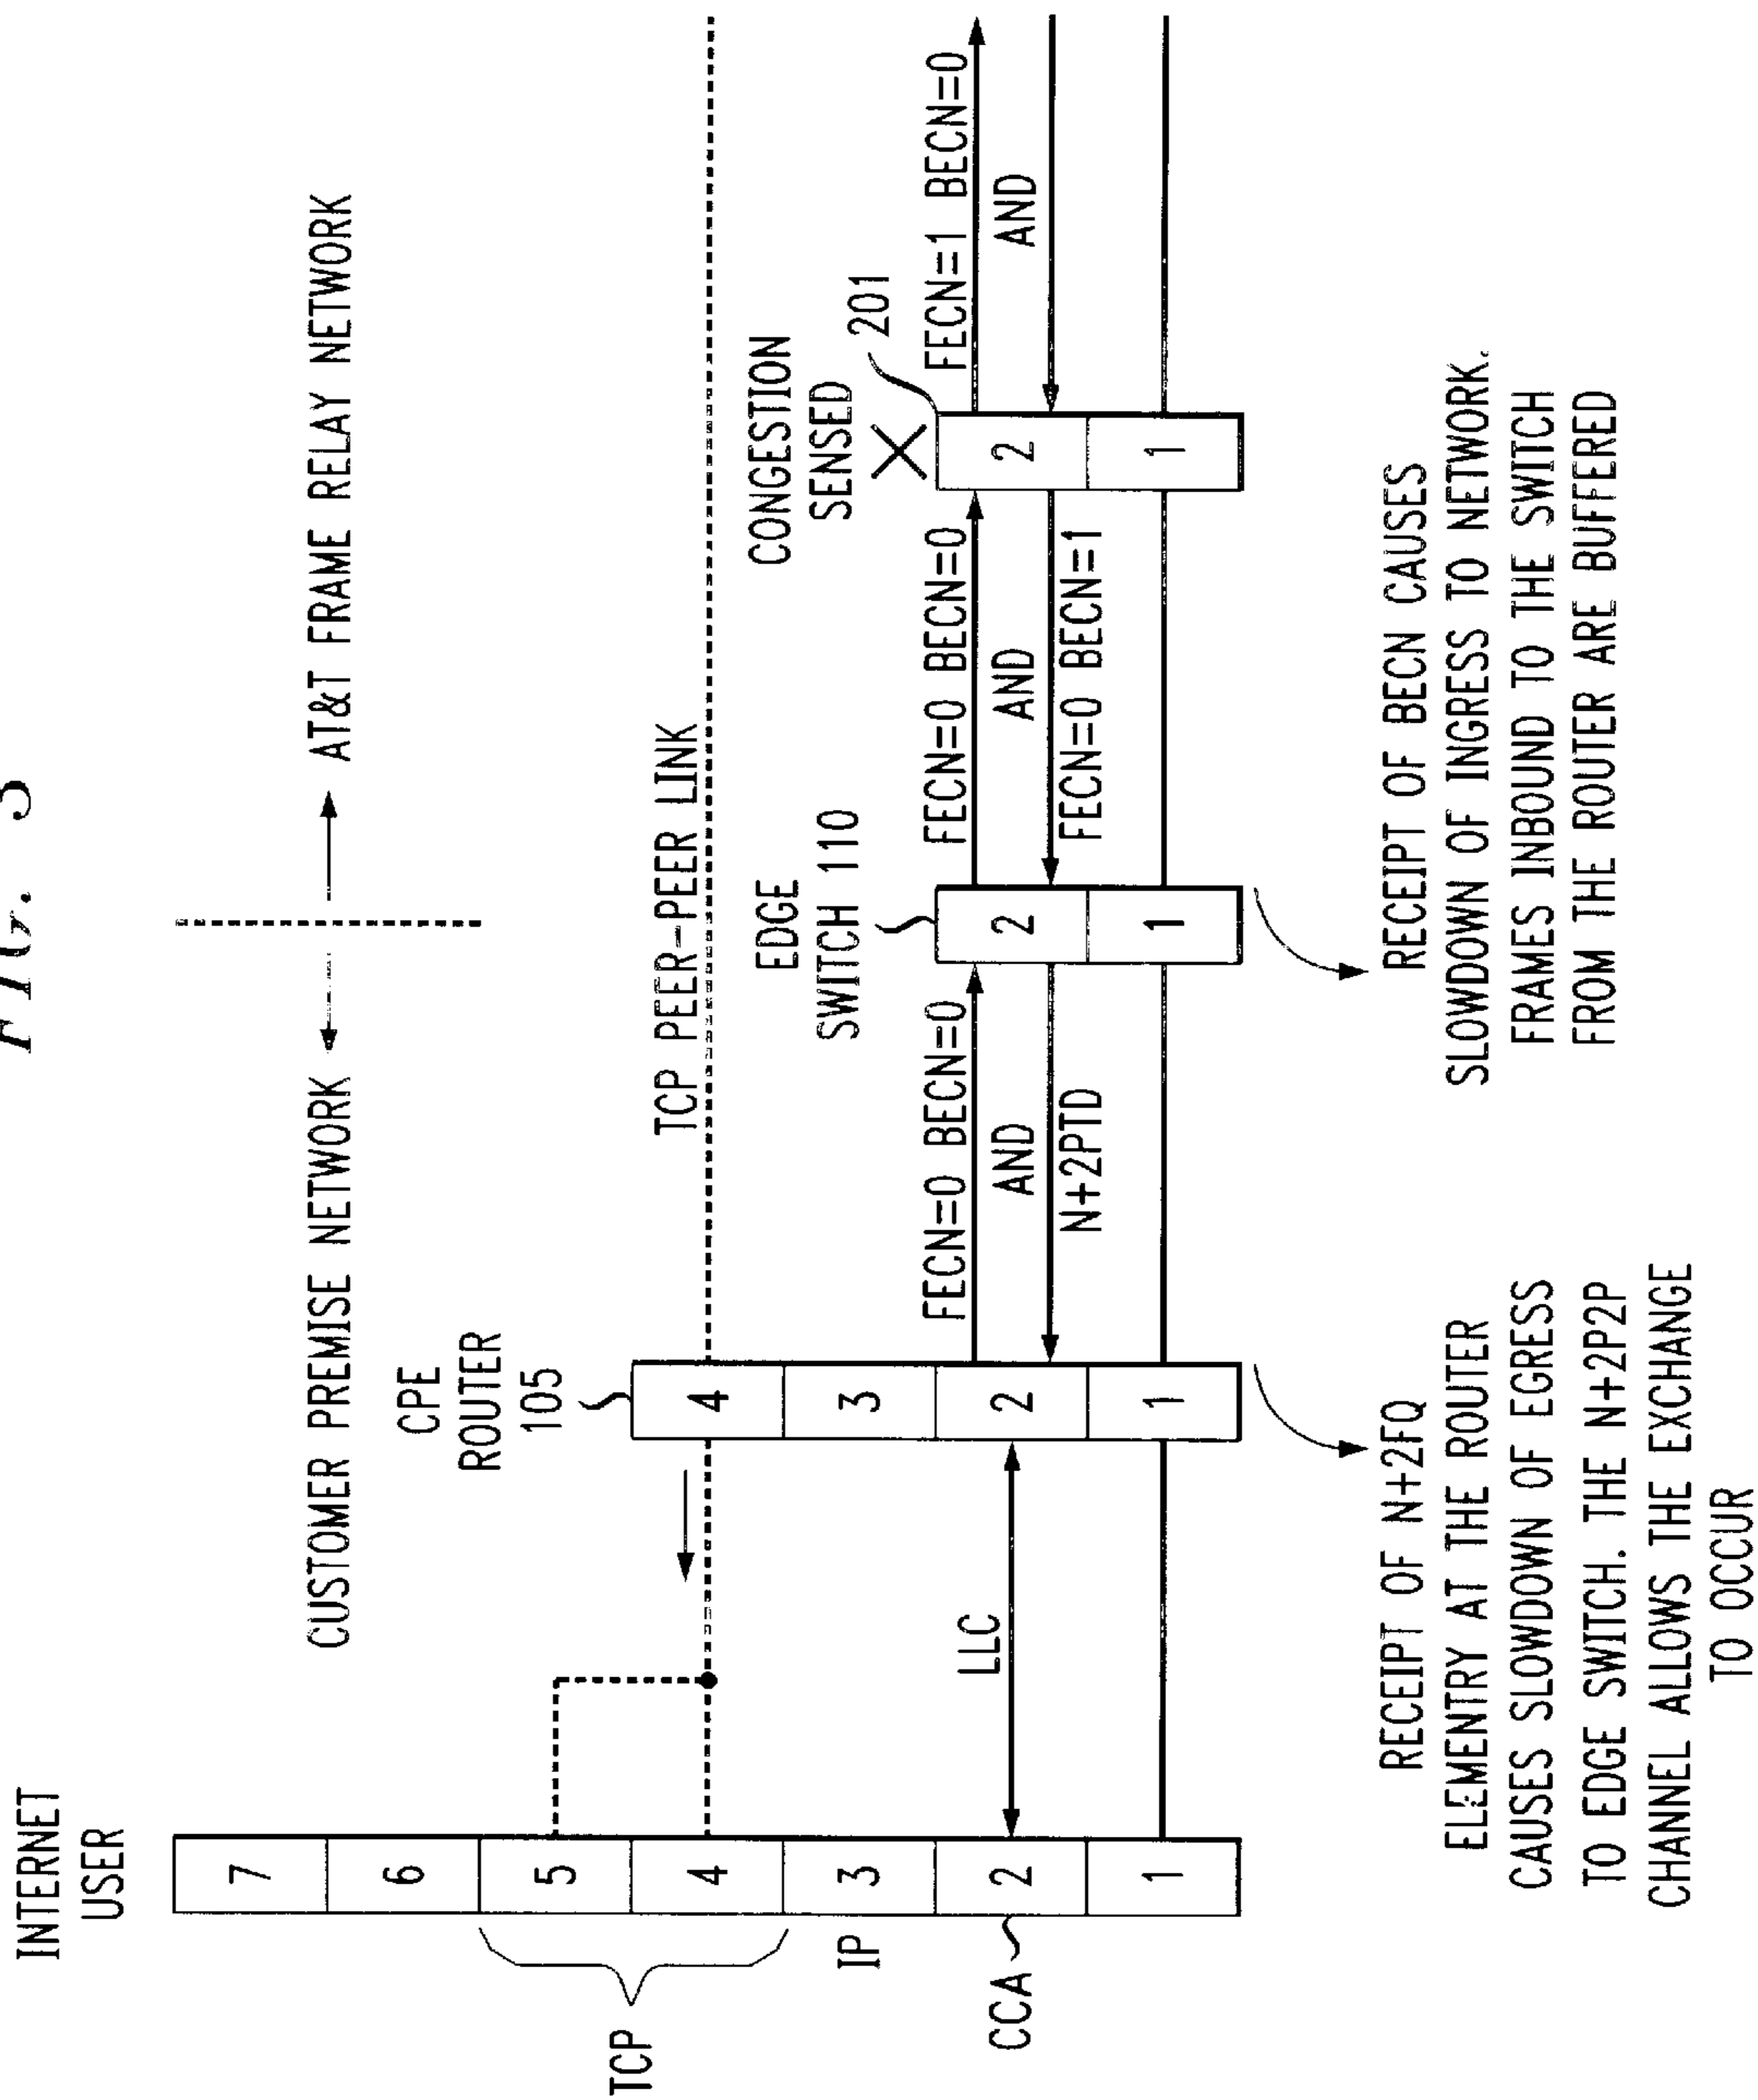 FIG. 3
CUSTOMER PREMISE NETWORK
AT&T FRAME RELAY NETWORK
INTERNET
USER
7
6
5
4
3
2
1
TCP
IP
CCA
LLC
CPE
ROUTER
105
4
3
2
1
TCP PEER-PEER LINK
FECN=0 BECN=0
AND
N+2PTD
EDGE
SWITCH 110
2
1
FECN=0 BECN=0
AND
FECN=0 BECN=1
CONGESTION
SENSED
201
2
1
FECN=1 BECN=0
AND
RECEIPT OF N+2FQ
ELEMENTRY AT THE ROUTER
CAUSES SLOWDOWN OF EGRESS
TO EDGE SWITCH. THE N+2P2P
CHANNEL ALLOWS THE EXCHANGE
TO OCCUR
RECEIPT OF BECN CAUSES
SLOWDOWN OF INGRESS TO NETWORK.
FRAMES INBOUND TO THE SWITCH
FROM THE ROUTER ARE BUFFERED